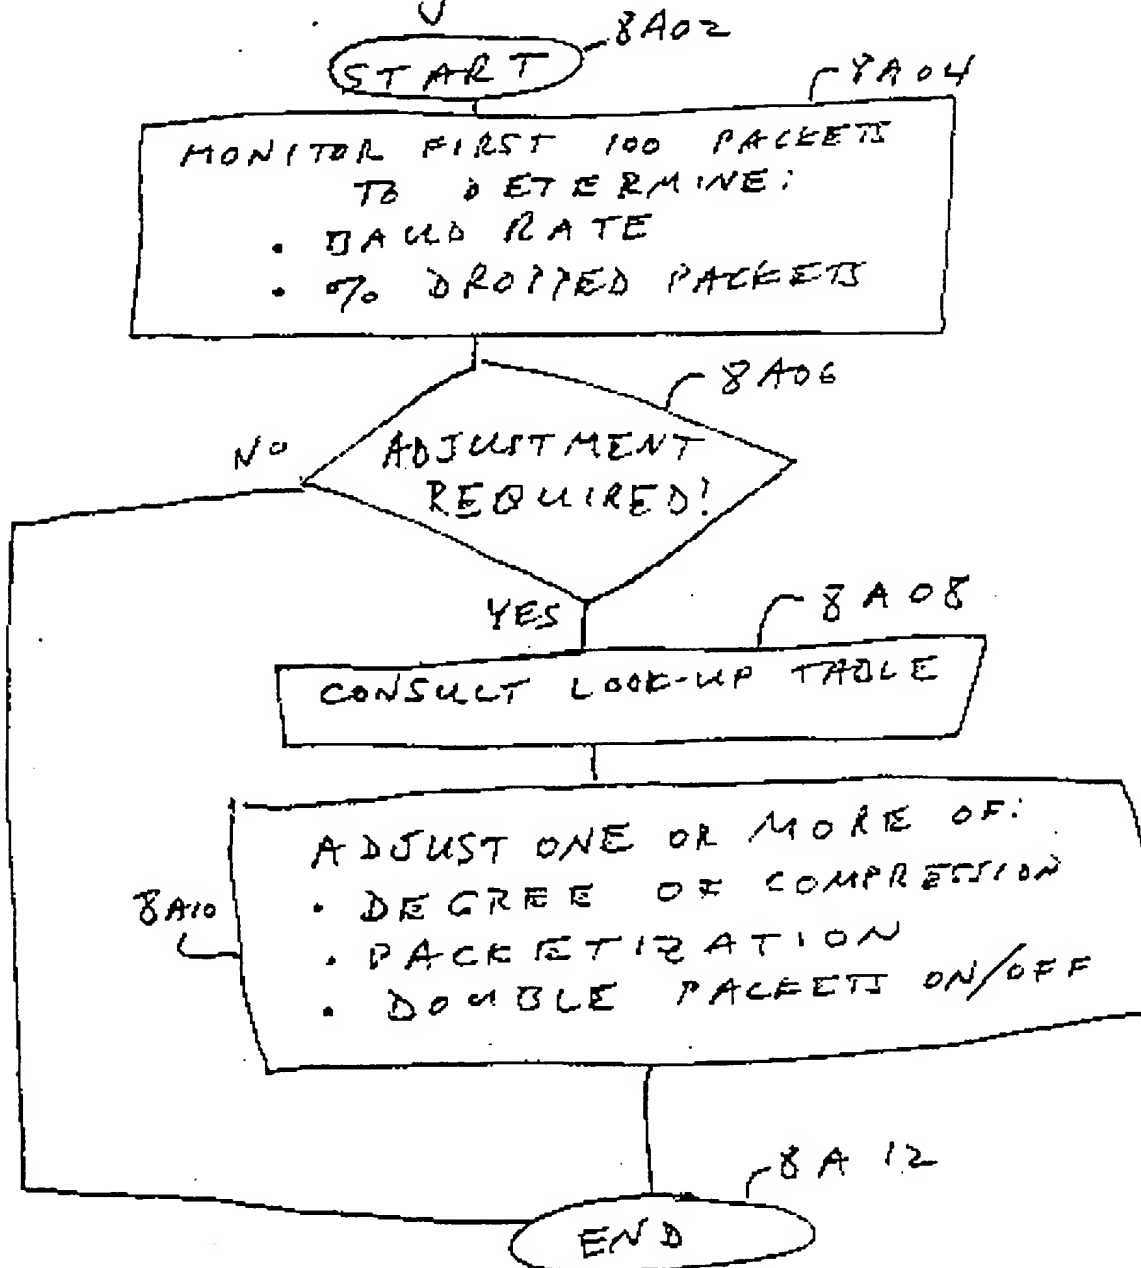 START
8A02
8A04
MONITOR FIRST 100 PACKETS
TO DETERMINE:
• BAUD RATE
• % DROPPED PACKETS
8A06
NO
ADJUSTMENT
REQUIRED?
YES
8A08
CONSULT LOOK-UP TABLE
8A10
ADJUST ONE OR MORE OF:
• DEGREE OF COMPRESSION
• PACKETIZATION
• DOUBLE PACKETS ON/OFF
8A12
END